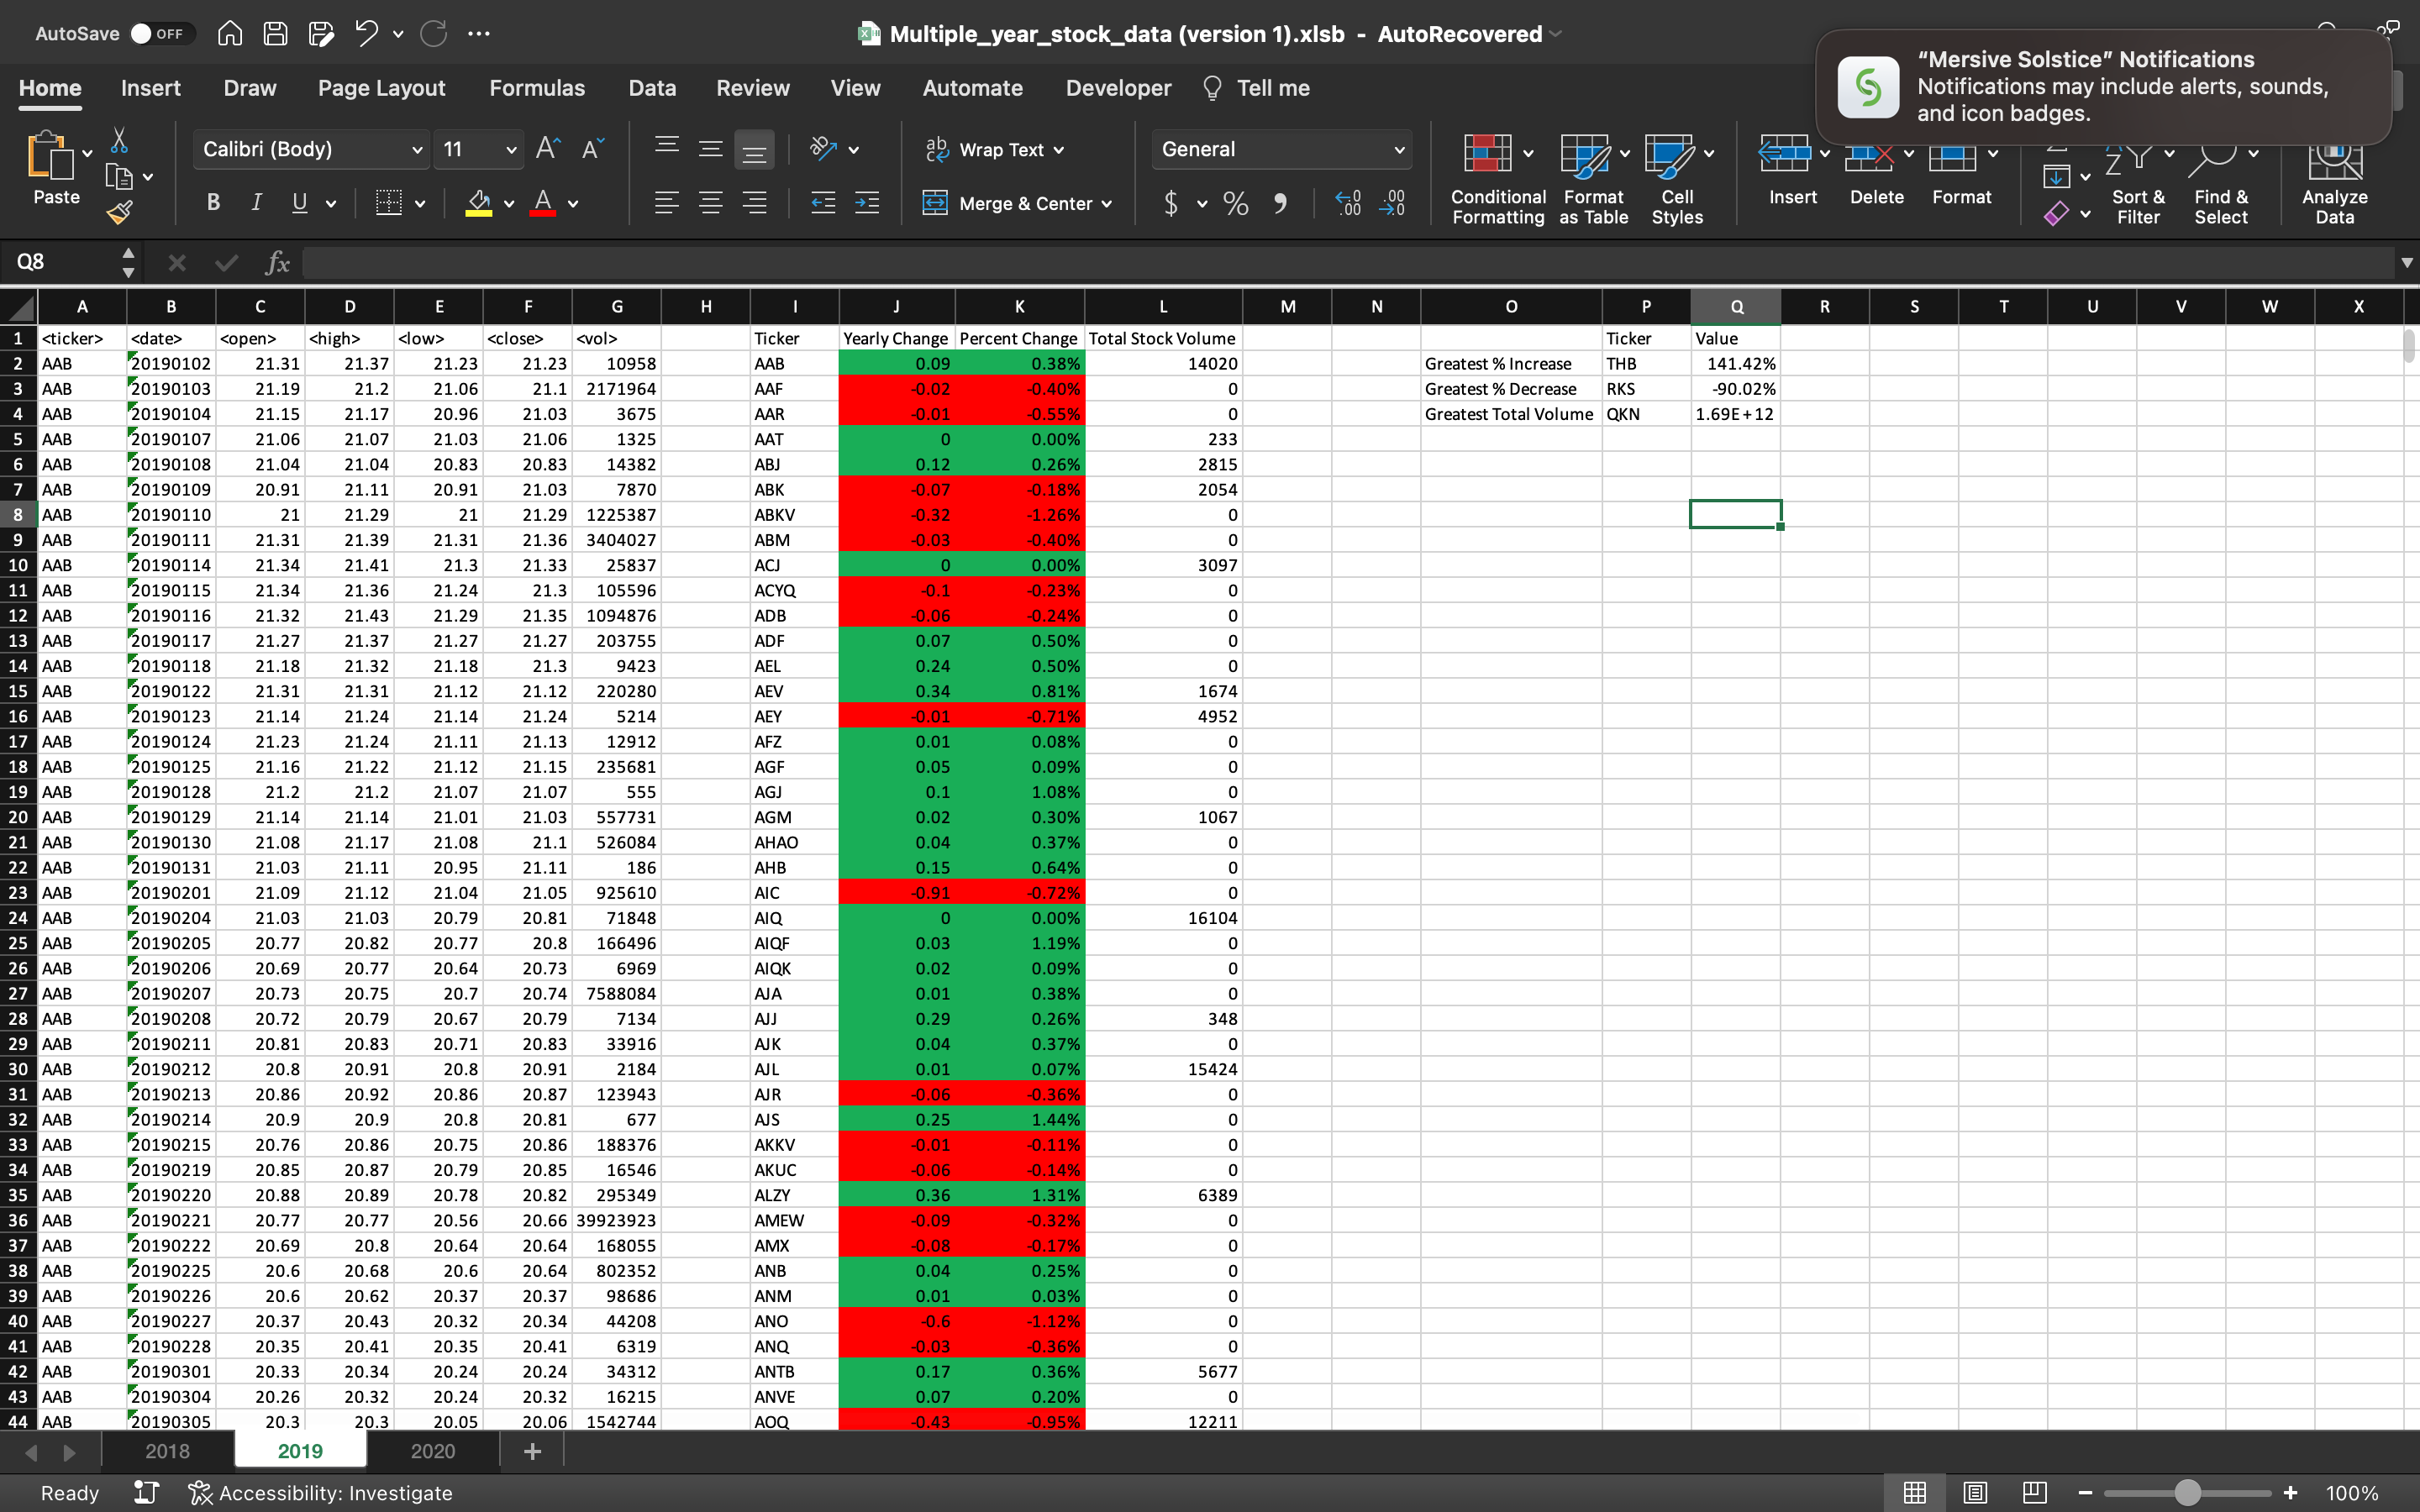 AutoSave OFF
Multiple_year_stock_data (version 1).xlsb - AutoRecovered
"Mersive Solstice" Notifications
Notifications may include alerts, sounds,
and icon badges.
Home Insert Draw Page Layout Formulas Data Review View Automate Developer Tell me
Paste
Calibri (Body) 11
Wrap Text
General
B I U
Merge & Center
Conditional Formatting
Format as Table
Cell Styles
Insert Delete Format
Sort & Filter
Find & Select
Analyze Data
Q8 fx
A B C D E F G H I J K L M N O P Q R S T U V W X
1 <ticker> <date> <open> <high> <low> <close> <vol> Ticker Yearly Change Percent Change Total Stock Volume Ticker Value
2 AAB 20190102 21.31 21.37 21.23 21.23 10958 AAB 0.09 0.38% 14020 Greatest % Increase THB 141.42%
3 AAB 20190103 21.19 21.2 21.06 21.1 2171964 AAF -0.02 -0.40% 0 Greatest % Decrease RKS -90.02%
4 AAB 20190104 21.15 21.17 20.96 21.03 3675 AAR -0.01 -0.55% 0 Greatest Total Volume QKN 1.69E+12
5 AAB 20190107 21.06 21.07 21.03 21.06 1325 AAT 0 0.00% 233
6 AAB 20190108 21.04 21.04 20.83 20.83 14382 ABJ 0.12 0.26% 2815
7 AAB 20190109 20.91 21.11 20.91 21.03 7870 ABK -0.07 -0.18% 2054
8 AAB 20190110 21 21.29 21 21.29 1225387 ABKV -0.32 -1.26% 0
9 AAB 20190111 21.31 21.39 21.31 21.36 3404027 ABM -0.03 -0.40% 0
10 AAB 20190114 21.34 21.41 21.3 21.33 25837 ACJ 0 0.00% 3097
11 AAB 20190115 21.34 21.36 21.24 21.3 105596 ACYQ -0.1 -0.23% 0
12 AAB 20190116 21.32 21.43 21.29 21.35 1094876 ADB -0.06 -0.24% 0
13 AAB 20190117 21.27 21.37 21.27 21.27 203755 ADF 0.07 0.50% 0
14 AAB 20190118 21.18 21.32 21.18 21.3 9423 AEL 0.24 0.50% 0
15 AAB 20190122 21.31 21.31 21.12 21.12 220280 AEV 0.34 0.81% 1674
16 AAB 20190123 21.14 21.24 21.14 21.24 5214 AEY -0.01 -0.71% 4952
17 AAB 20190124 21.23 21.24 21.11 21.13 12912 AFZ 0.01 0.08% 0
18 AAB 20190125 21.16 21.22 21.12 21.15 235681 AGF 0.05 0.09% 0
19 AAB 20190128 21.2 21.2 21.07 21.07 555 AGJ 0.1 1.08% 0
20 AAB 20190129 21.14 21.14 21.01 21.03 557731 AGM 0.02 0.30% 1067
21 AAB 20190130 21.08 21.17 21.08 21.1 526084 AHAO 0.04 0.37% 0
22 AAB 20190131 21.03 21.11 20.95 21.11 186 AHB 0.15 0.64% 0
23 AAB 20190201 21.09 21.12 21.04 21.05 925610 AIC -0.91 -0.72% 0
24 AAB 20190204 21.03 21.03 20.79 20.81 71848 AIQ 0 0.00% 16104
25 AAB 20190205 20.77 20.82 20.77 20.8 166496 AIQF 0.03 1.19% 0
26 AAB 20190206 20.69 20.77 20.64 20.73 6969 AIQK 0.02 0.09% 0
27 AAB 20190207 20.73 20.75 20.7 20.74 7588084 AJA 0.01 0.38% 0
28 AAB 20190208 20.72 20.79 20.67 20.79 7134 AJJ 0.29 0.26% 348
29 AAB 20190211 20.81 20.83 20.71 20.83 33916 AJK 0.04 0.37% 0
30 AAB 20190212 20.8 20.91 20.8 20.91 2184 AJL 0.01 0.07% 15424
31 AAB 20190213 20.86 20.92 20.86 20.87 123943 AJR -0.06 -0.36% 0
32 AAB 20190214 20.9 20.9 20.8 20.81 677 AJS 0.25 1.44% 0
33 AAB 20190215 20.76 20.86 20.75 20.86 188376 AKKV -0.01 -0.11% 0
34 AAB 20190219 20.85 20.87 20.79 20.85 16546 AKUC -0.06 -0.14% 0
35 AAB 20190220 20.88 20.89 20.78 20.82 295349 ALZY 0.36 1.31% 6389
36 AAB 20190221 20.77 20.77 20.56 20.66 39923923 AMEW -0.09 -0.32% 0
37 AAB 20190222 20.69 20.8 20.64 20.64 168055 AMX -0.08 -0.17% 0
38 AAB 20190225 20.6 20.68 20.6 20.64 802352 ANB 0.04 0.25% 0
39 AAB 20190226 20.6 20.62 20.37 20.37 98686 ANM 0.01 0.03% 0
40 AAB 20190227 20.37 20.43 20.32 20.34 44208 ANO -0.6 -1.12% 0
41 AAB 20190228 20.35 20.41 20.35 20.41 6319 ANQ -0.03 -0.36% 0
42 AAB 20190301 20.33 20.34 20.24 20.24 34312 ANTB 0.17 0.36% 5677
43 AAB 20190304 20.26 20.32 20.24 20.32 16215 ANVE 0.07 0.20% 0
44 AAB 20190305 20.3 20.3 20.05 20.06 1542744 AOQ -0.43 -0.95% 12211
2018 2019 2020 +
Ready Accessibility: Investigate 100%